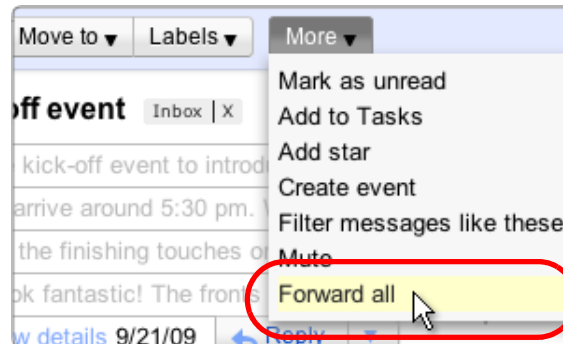 Move to ▼ Labels ▼ More ▼
Mark as unread
off event Inbox | X
Add to Tasks
Add star
kick-off event to introdu
Create event
arrive around 5:30 pm.
Filter messages like these
the finishing touches o
Mute
ok fantastic! The fronts
Forward all
w details 9/21/09 Reply